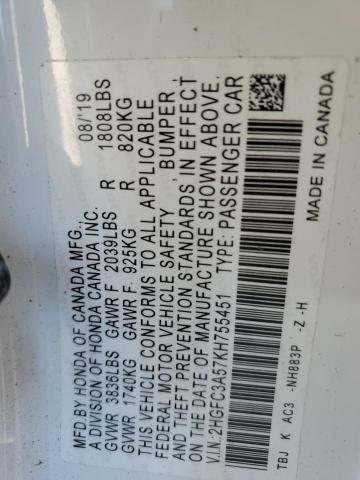 MFD.BY HONDA OF CANADA MFG., 08/'19
A DIVISION OF HONDA CANADA INC.
GVWR 3836LBS GAWR F 2039LBS R 1808LBS
GVWR 1740KG GAWR F. 925KG R 820KG
THIS VEHICLE CONFORMS TO ALL APPLICABLE
FEDERAL MOTOR VEHICLE SAFETY, BUMPER,
AND THEFT PREVENTION STANDARDS IN EFFECT
ON THE DATE OF MANUFACTURE SHOWN ABOVE.
V.I.N:2HGFC3A57KH755451 TYPE: PASSENGER CAR
TBJ K AC3 -NH883P -Z -H
MADE IN CANADA